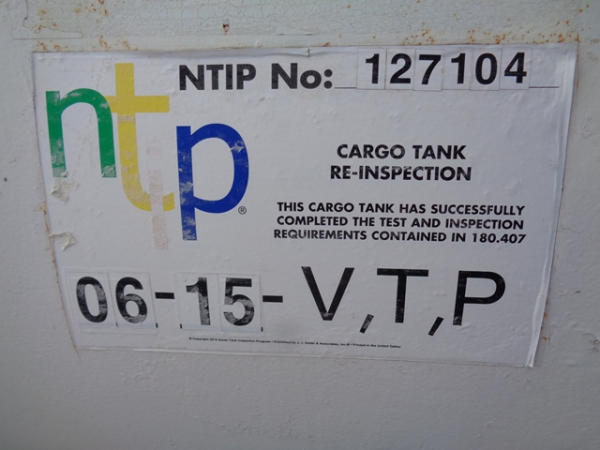 ntp®
NTIP No: 127104
CARGO TANK
RE-INSPECTION
THIS CARGO TANK HAS SUCCESSFULLY
COMPLETED THE TEST AND INSPECTION
REQUIREMENTS CONTAINED IN 180.407
06-15-V,T,P